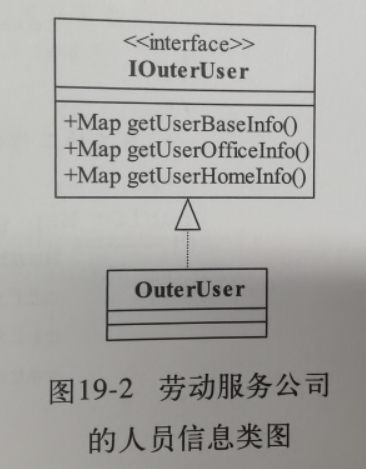 <<interface>>
IOuterUser
+Map getUserBaseInfo()
+Map getUserOfficeInfo()
+Map getUserHomeInfo()
OuterUser
图19-2 劳动服务公司
的人员信息类图